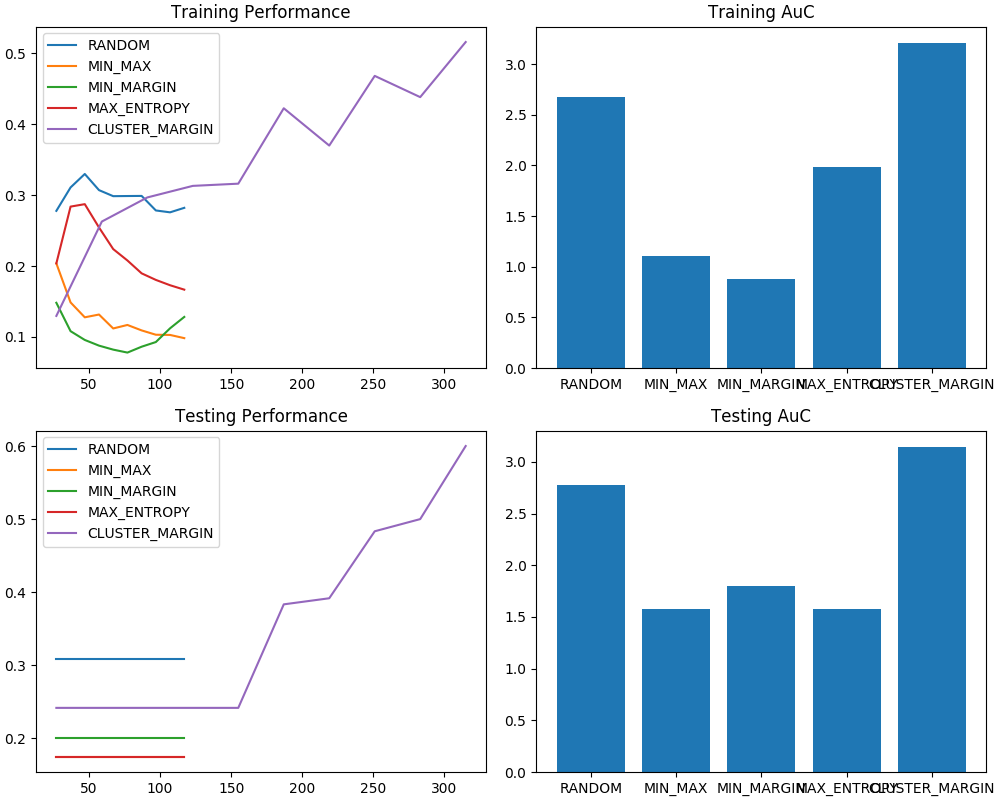 Training Performance
RANDOM
MIN_MAX
MIN_MARGIN
MAX_ENTROPY
CLUSTER_MARGIN
0.5
0.4
0.3
0.2
0.1
50 100 150 200 250 300
Training AuC
3.0
2.5
2.0
1.5
1.0
0.5
0.0
RANDOM MIN_MAX MIN_MARGIN MAX_ENTROPY CLUSTER_MARGIN
Testing Performance
RANDOM
MIN_MAX
MIN_MARGIN
MAX_ENTROPY
CLUSTER_MARGIN
0.6
0.5
0.4
0.3
0.2
50 100 150 200 250 300
Testing AuC
3.0
2.5
2.0
1.5
1.0
0.5
0.0
RANDOM MIN_MAX MIN_MARGIN MAX_ENTROPY CLUSTER_MARGIN